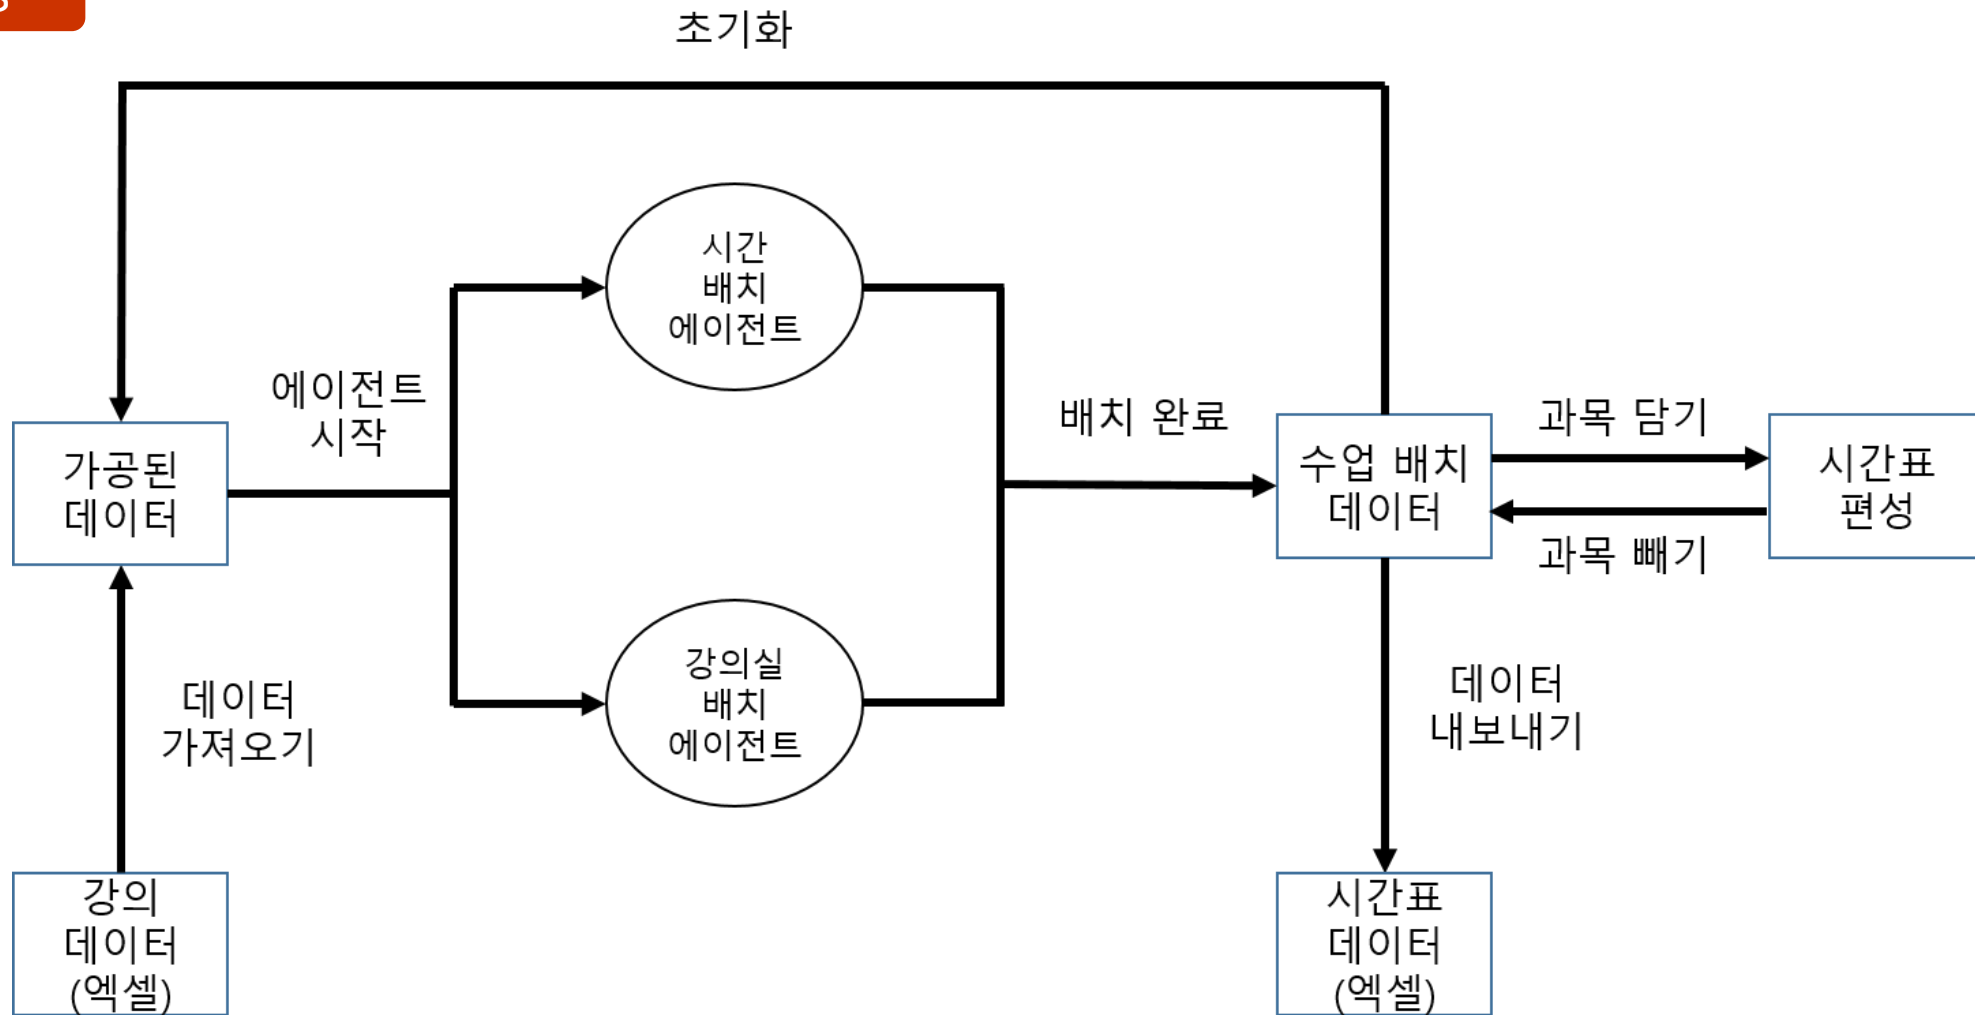 초기화
시간
배치
에이전트
에이전트
시작
배치 완료
과목 담기
가공된
데이터
수업 배치
데이터
시간표
편성
과목 빼기
강의실
배치
에이전트
데이터
가져오기
데이터
내보내기
강의
데이터
(엑셀)
시간표
데이터
(엑셀)